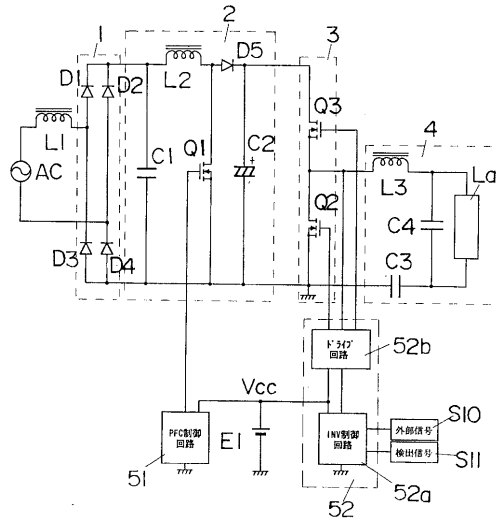 1
2
3
D1
D2
L2
D5
Q3
L1
C1
Q1
C2
+
4
AC
L3
La
Q2
C4
D3
D4
C3
ドライブ
回路
52b
Vcc
PFC制御
回路
E1
INV制御
回路
外部信号
S10
検出信号
S11
51
52
52a